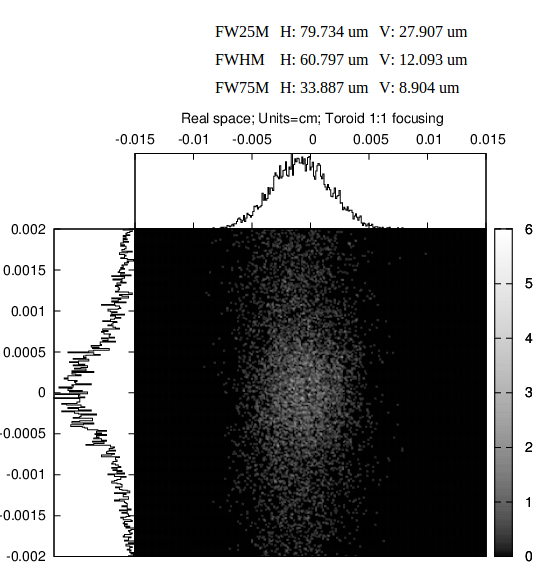 FW25M H: 79.734 um V: 27.907 um
FWHM H: 60.797 um V: 12.093 um
FW75M H: 33.887 um V: 8.904 um
Real space; Units=cm; Toroid 1:1 focusing
-0.015 -0.01 -0.005 0 0.005 0.01 0.015
0.002 6
0.0015 5
0.001 4
0.0005
0 3
-0.0005
-0.001 2
-0.0015 1
-0.002 0